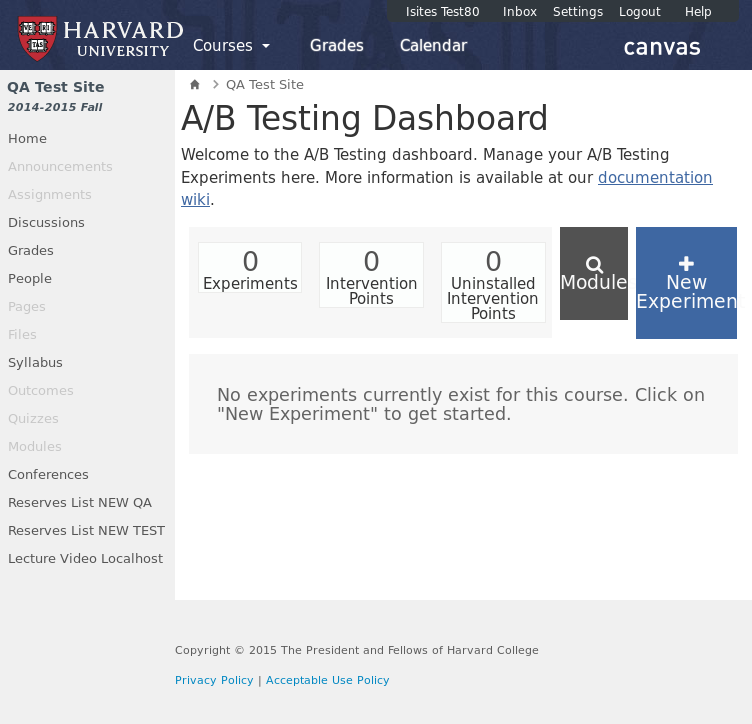 Isites Test80 Inbox Settings Logout Help
HARVARD
UNIVERSITY
VE RI TAS
Courses Grades Calendar canvas
QA Test Site
2014-2015 Fall
Home
Announcements
Assignments
Discussions
Grades
People
Pages
Files
Syllabus
Outcomes
Quizzes
Modules
Conferences
Reserves List NEW QA
Reserves List NEW TEST
Lecture Video Localhost
QA Test Site
A/B Testing Dashboard
Welcome to the A/B Testing dashboard. Manage your A/B Testing
Experiments here. More information is available at our documentation
wiki.
0
Experiments
0
Intervention
Points
0
Uninstalled
Intervention
Points
Module
New
Experimen
No experiments currently exist for this course. Click on
"New Experiment" to get started.
Copyright © 2015 The President and Fellows of Harvard College
Privacy Policy | Acceptable Use Policy